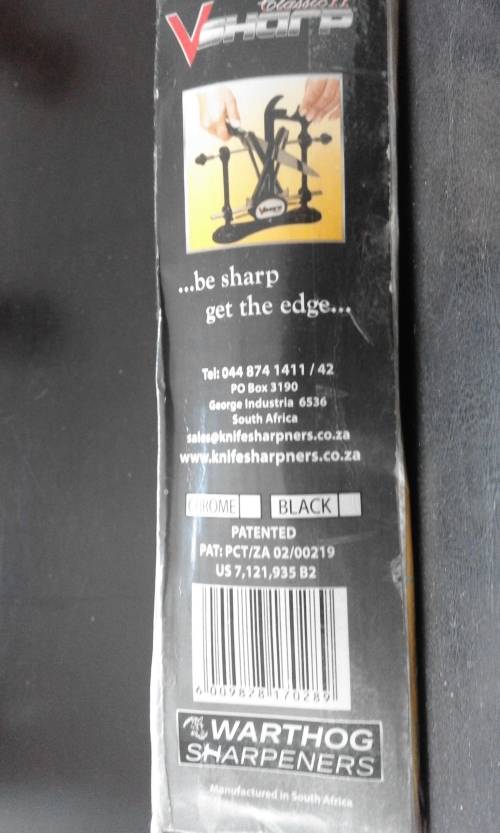 Classic II
Vsharp
Vsharp
...be sharp
get the edge...
Tel: 044 874 1411 / 42
PO Box 3190
George Industria 6536
South Africa
sales@knifesharpners.co.za
www.knifesharpners.co.za
CHROME BLACK
PATENTED
PAT: PCT/ZA 02/00219
US 7,121,935 B2
6 009828 170289
WARTHOG
SHARPENERS
Manufactured in South Africa